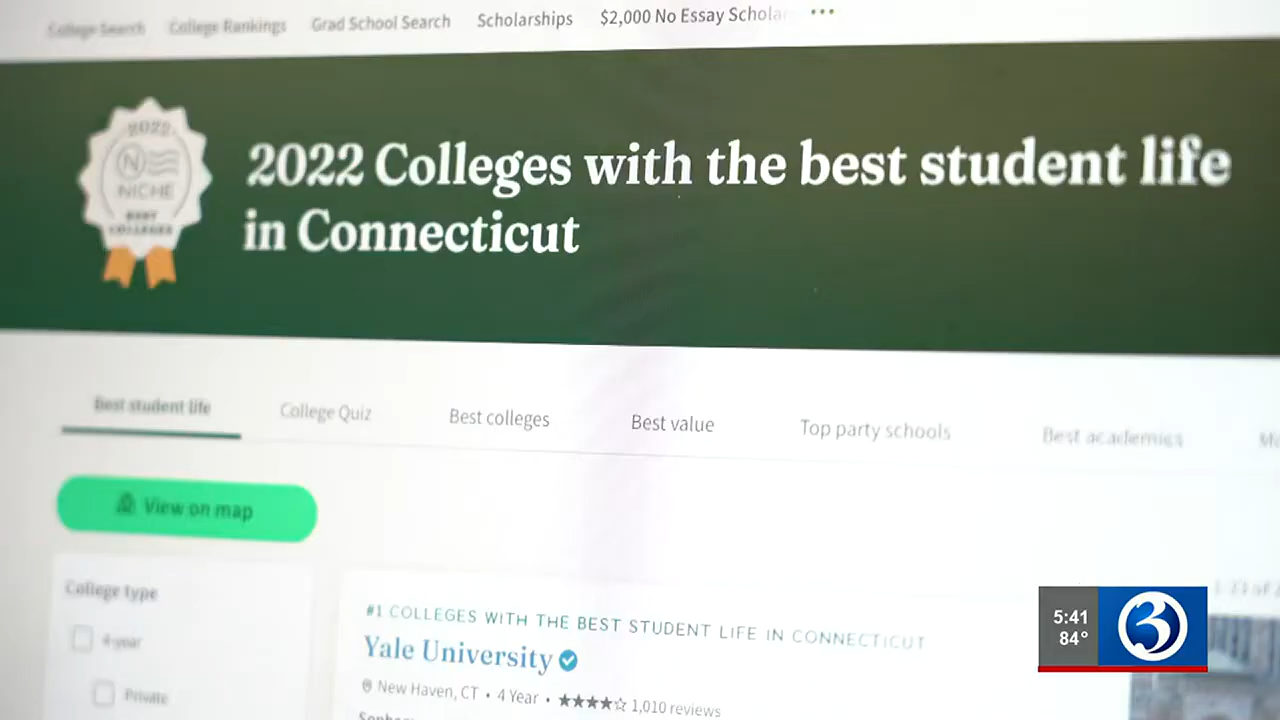 College Search College Rankings Grad School Search Scholarships $2,000 No Essay Schola
2022
NICHE
BEST
COLLEGES
2022 Colleges with the best student life
in Connecticut
Best student life College Quiz Best colleges Best value Top party schools Best academics
View on map
College type
4-year
Private
#1 COLLEGES WITH THE BEST STUDENT LIFE IN CONNECTICUT
Yale University
New Haven, CT • 4 Year • ★★★★☆ 1,010 reviews
5:41
84°
3